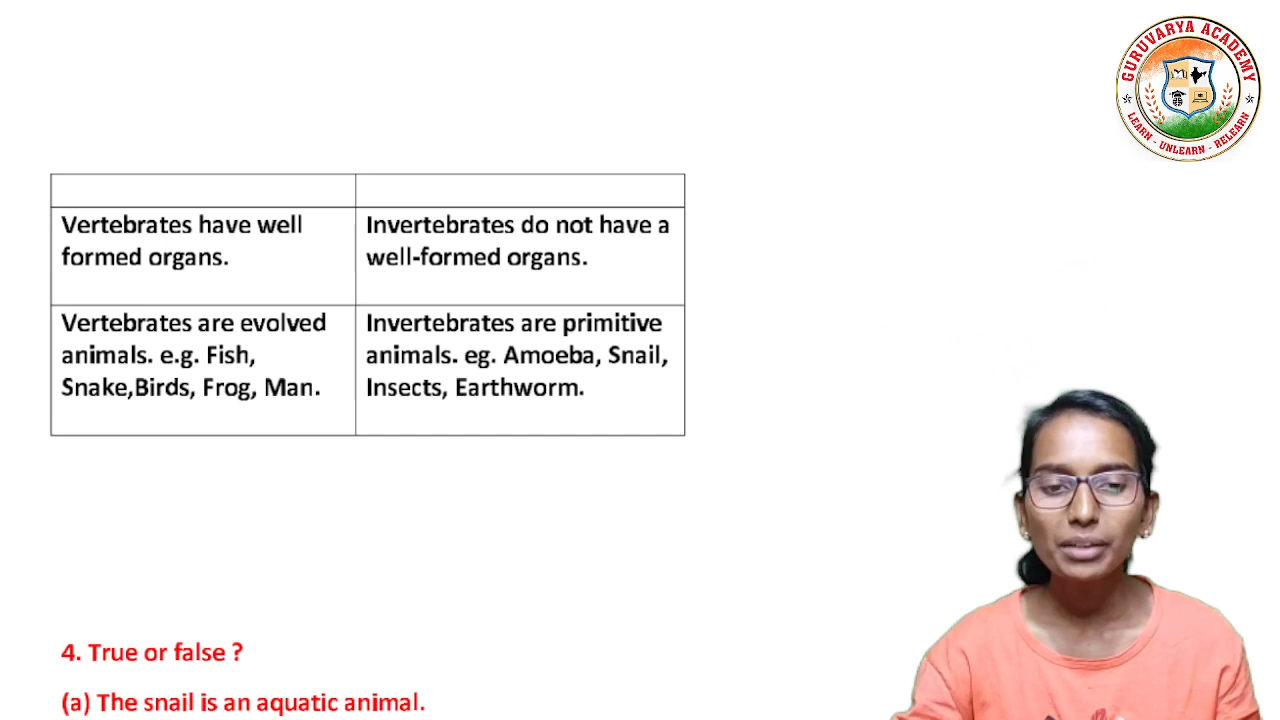 GURUVARYA ACADEMY
LEARN - UNLEARN - RELEARN
Vertebrates have well
formed organs.
Invertebrates do not have a
well-formed organs.
Vertebrates are evolved
animals. e.g. Fish,
Snake,Birds, Frog, Man.
Invertebrates are primitive
animals. eg. Amoeba, Snail,
Insects, Earthworm.
4. True or false ?
(a) The snail is an aquatic animal.